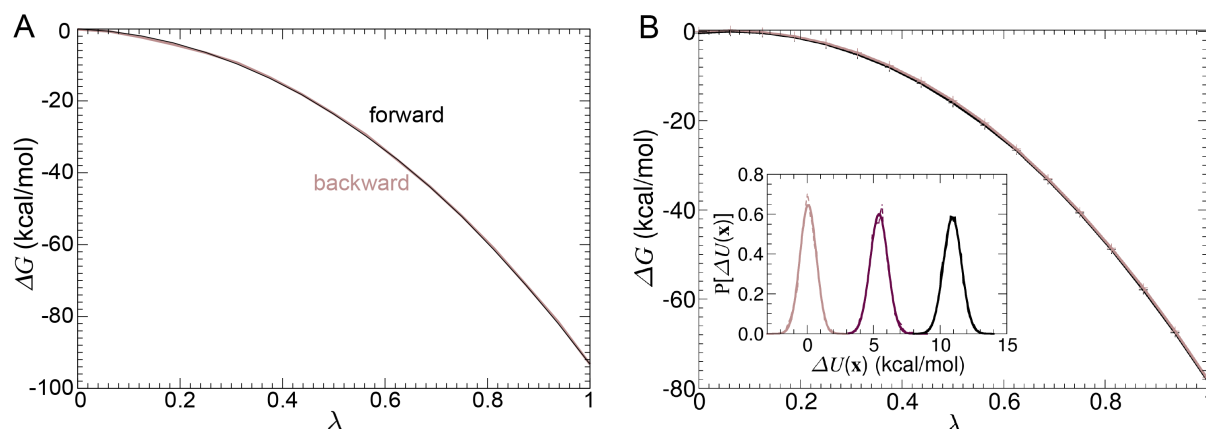 A
0
-20
-40
-60
-80
-100
ΔG (kcal/mol)
forward
backward
0 0.2 0.4 0.6 0.8 1
λ
B
0
-20
-40
-60
-80
ΔG (kcal/mol)
0.8
0.6
0.4
0.2
0.0
P[ΔU(x)]
0 5 10 15
ΔU(x) (kcal/mol)
0 0.2 0.4 0.6 0.8 1
λ